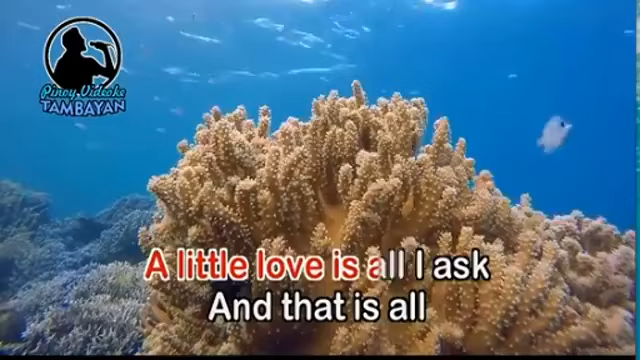 Pinoy Videoke
TAMBAYAN
A little love is all I ask
And that is all